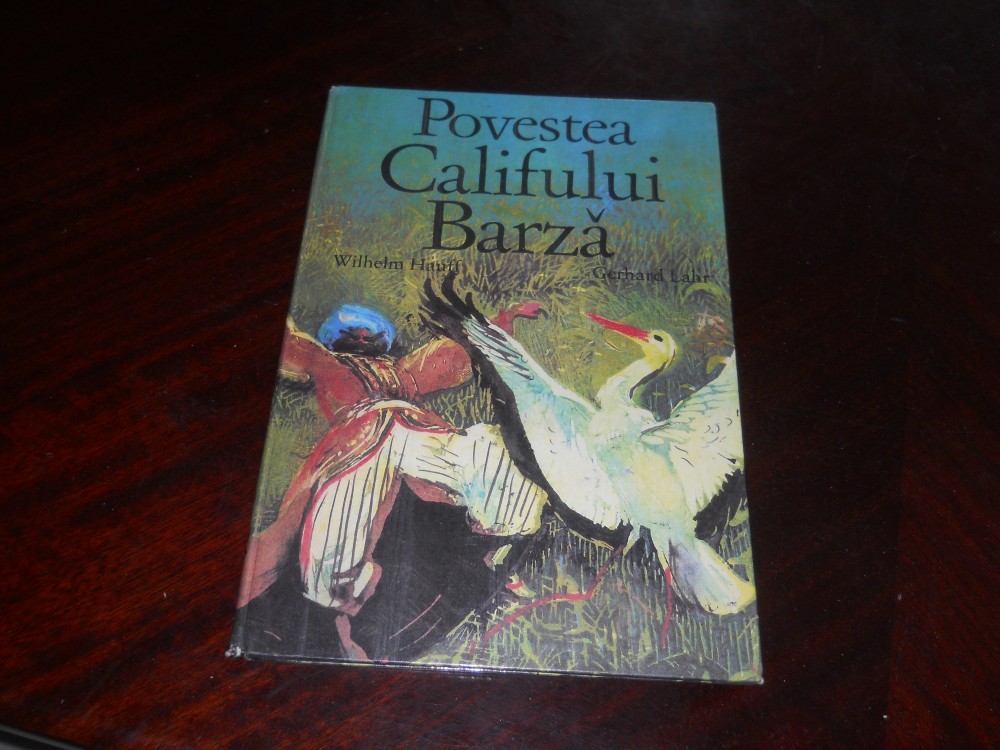 Povestea
Califului
Barză
Wilhelm Hauff
Gerhard Lahr